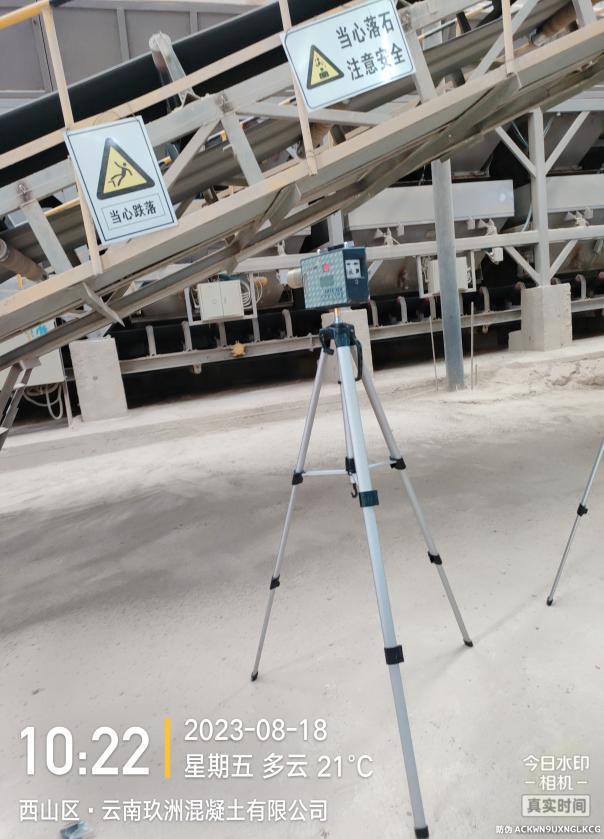 当心落石
注意安全
当心跌落
10:22
2023-08-18
星期五 多云 21°C
西山区·云南玖洲混凝土有限公司
今日水印
相机
真实时间
防伪 ACKWN9UXNGLKCG